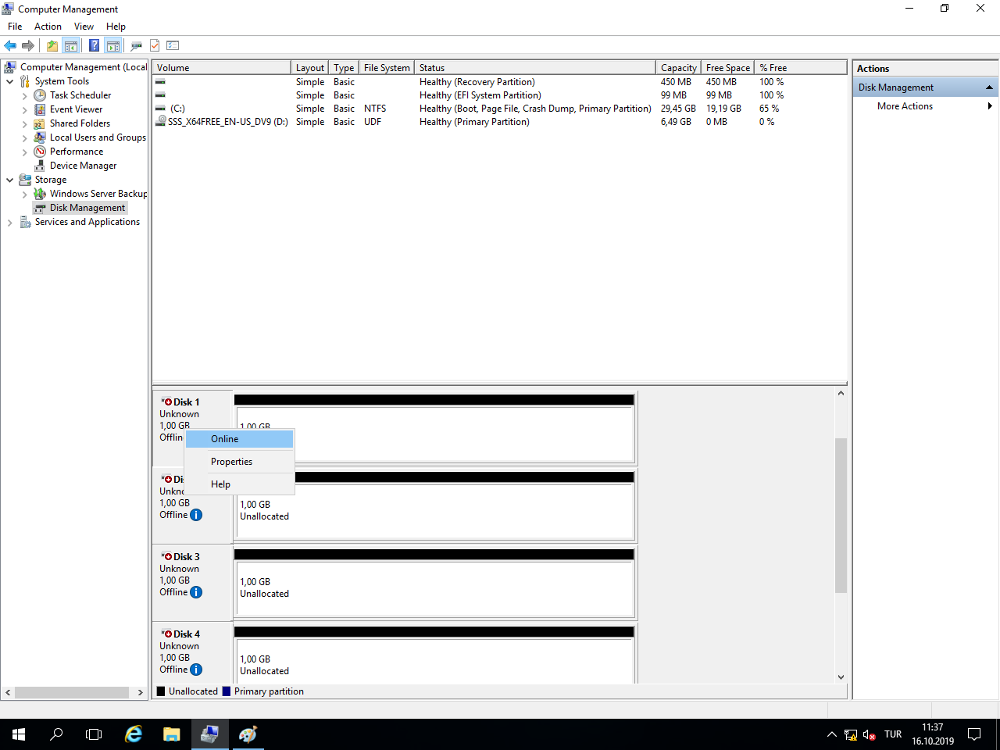 Computer Management
File Action View Help
Computer Management (Local
System Tools
Task Scheduler
Event Viewer
Shared Folders
Local Users and Groups
Performance
Device Manager
Storage
Windows Server Backup
Disk Management
Services and Applications
Volume Layout Type File System Status Capacity Free Space % Free
Simple Basic Healthy (Recovery Partition) 450 MB 450 MB 100 %
Simple Basic Healthy (EFI System Partition) 99 MB 99 MB 100 %
(C:) Simple Basic NTFS Healthy (Boot, Page File, Crash Dump, Primary Partition) 29,45 GB 19,19 GB 65 %
SSS_X64FREE_EN-US_DV9 (D:) Simple Basic UDF Healthy (Primary Partition) 6,49 GB 0 MB 0 %
Disk 1
Unknown
1,00 GB
Offline
1,00 GB
Online
Properties
Help
1,00 GB
Offline
1,00 GB
Unallocated
Disk 3
Unknown
1,00 GB
Offline
1,00 GB
Unallocated
Disk 4
Unknown
1,00 GB
Offline
1,00 GB
Unallocated
Unallocated Primary partition
Actions
Disk Management
More Actions
TUR
11:37
16.10.2019